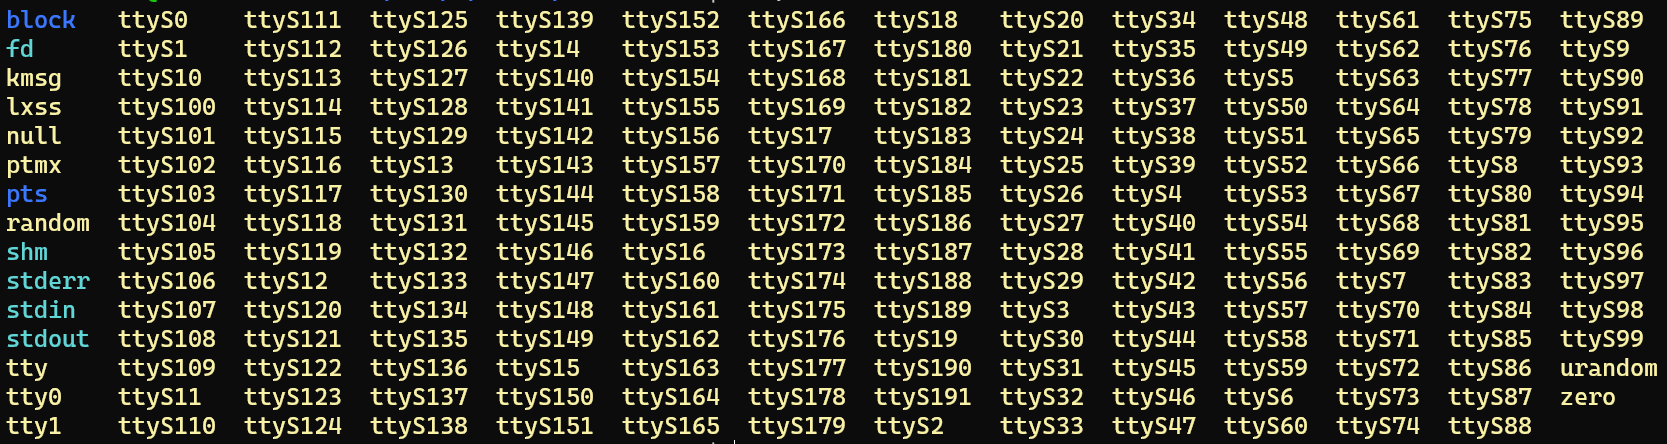 block ttyS0 ttyS111 ttyS125 ttyS139 ttyS152 ttyS166 ttyS18 ttyS20 ttyS34 ttyS48 ttyS61 ttyS75 ttyS89
fd ttyS1 ttyS112 ttyS126 ttyS14 ttyS153 ttyS167 ttyS180 ttyS21 ttyS35 ttyS49 ttyS62 ttyS76 ttyS9
kmsg ttyS10 ttyS113 ttyS127 ttyS140 ttyS154 ttyS168 ttyS181 ttyS22 ttyS36 ttyS5 ttyS63 ttyS77 ttyS90
lxss ttyS100 ttyS114 ttyS128 ttyS141 ttyS155 ttyS169 ttyS182 ttyS23 ttyS37 ttyS50 ttyS64 ttyS78 ttyS91
null ttyS101 ttyS115 ttyS129 ttyS142 ttyS156 ttyS17 ttyS183 ttyS24 ttyS38 ttyS51 ttyS65 ttyS79 ttyS92
ptmx ttyS102 ttyS116 ttyS13 ttyS143 ttyS157 ttyS170 ttyS184 ttyS25 ttyS39 ttyS52 ttyS66 ttyS8 ttyS93
pts ttyS103 ttyS117 ttyS130 ttyS144 ttyS158 ttyS171 ttyS185 ttyS26 ttyS4 ttyS53 ttyS67 ttyS80 ttyS94
random ttyS104 ttyS118 ttyS131 ttyS145 ttyS159 ttyS172 ttyS186 ttyS27 ttyS40 ttyS54 ttyS68 ttyS81 ttyS95
shm ttyS105 ttyS119 ttyS132 ttyS146 ttyS16 ttyS173 ttyS187 ttyS28 ttyS41 ttyS55 ttyS69 ttyS82 ttyS96
stderr ttyS106 ttyS12 ttyS133 ttyS147 ttyS160 ttyS174 ttyS188 ttyS29 ttyS42 ttyS56 ttyS7 ttyS83 ttyS97
stdin ttyS107 ttyS120 ttyS134 ttyS148 ttyS161 ttyS175 ttyS189 ttyS3 ttyS43 ttyS57 ttyS70 ttyS84 ttyS98
stdout ttyS108 ttyS121 ttyS135 ttyS149 ttyS162 ttyS176 ttyS19 ttyS30 ttyS44 ttyS58 ttyS71 ttyS85 ttyS99
tty ttyS109 ttyS122 ttyS136 ttyS15 ttyS163 ttyS177 ttyS190 ttyS31 ttyS45 ttyS59 ttyS72 ttyS86 urandom
tty0 ttyS11 ttyS123 ttyS137 ttyS150 ttyS164 ttyS178 ttyS191 ttyS32 ttyS46 ttyS6 ttyS73 ttyS87 zero
tty1 ttyS110 ttyS124 ttyS138 ttyS151 ttyS165 ttyS179 ttyS2 ttyS33 ttyS47 ttyS60 ttyS74 ttyS88